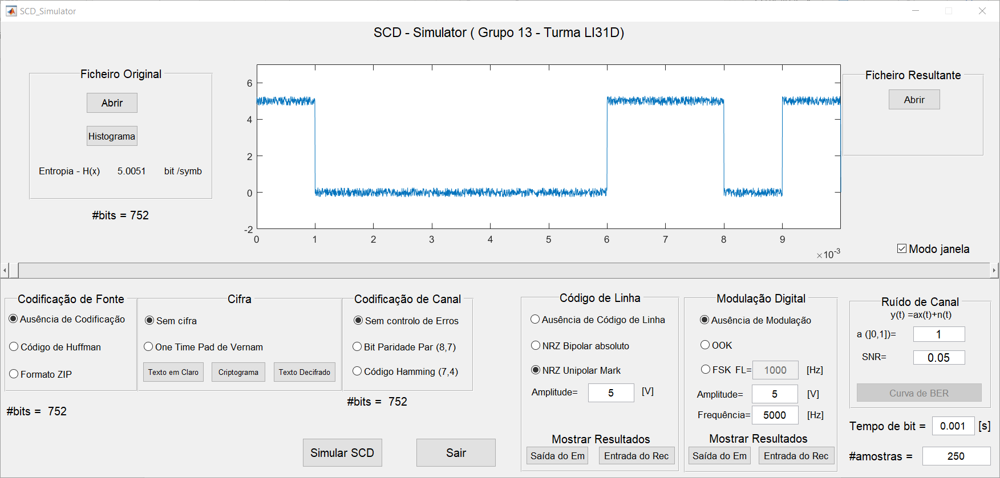 SCD_Simulator
SCD - Simulator ( Grupo 13 - Turma LI31D)
Ficheiro Original
Abrir
Histograma
Entropia - H(x) 5.0051 bit /symb
#bits = 752
6
4
2
0
-2
0 1 2 3 4 5 6 7 8 9
×10-3
Ficheiro Resultante
Abrir
Modo janela
Codificação de Fonte
Ausência de Codificação
Código de Huffman
Formato ZIP
#bits = 752
Cifra
Sem cifra
One Time Pad de Vernam
Texto em Claro Criptograma Texto Decifrado
Codificação de Canal
Sem controlo de Erros
Bit Paridade Par (8,7)
Código Hamming (7,4)
#bits = 752
Simular SCD Sair
Código de Linha
Ausência de Código de Linha
NRZ Bipolar absoluto
NRZ Unipolar Mark
Amplitude= 5 [V]
Mostrar Resultados
Saída do Em Entrada do Rec
Modulação Digital
Ausência de Modulação
OOK
FSK FL= 1000 [Hz]
Amplitude= 5 [V]
Frequência= 5000 [Hz]
Mostrar Resultados
Saída do Em Entrada do Rec
Ruído de Canal
y(t) =ax(t)+n(t)
a (]0,1])= 1
SNR= 0.05
Curva de BER
Tempo de bit = 0.001 [s]
#amostras = 250